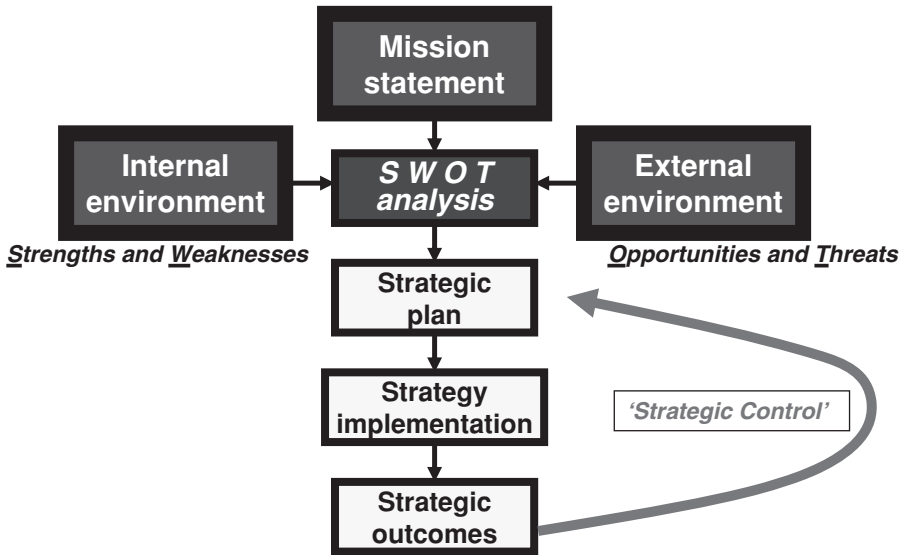 Mission
statement
Internal
environment
S W O T
analysis
External
environment
Strengths and Weaknesses
Opportunities and Threats
Strategic
plan
Strategy
implementation
'Strategic Control'
Strategic
outcomes